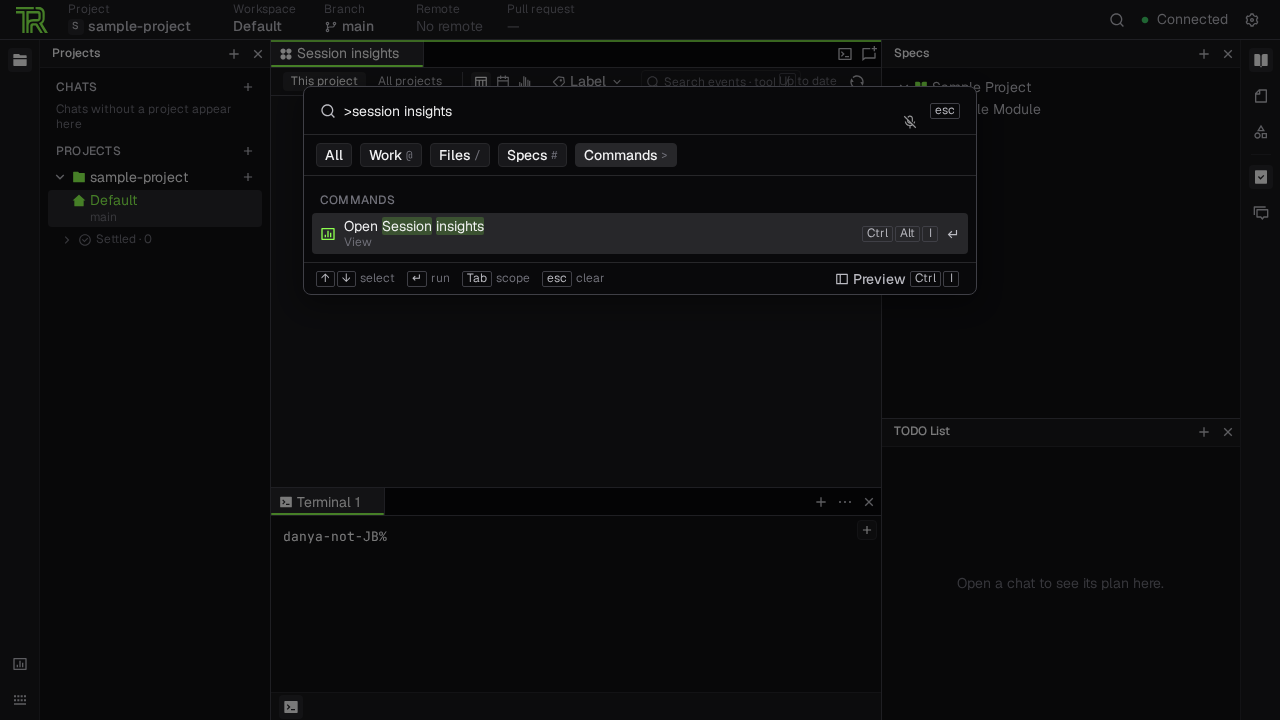 Project
Workspace
Branch
Remote
Pull request
S sample-project
Default
main
No remote
—
Connected
Projects
CHATS
Chats without a project appear
here
PROJECTS
sample-project
Default
main
Settled · 0
Session insights
This project
All projects
Label
Search events · tool
to date
>session insights
esc
All
Work @
Files /
Specs #
Commands >
COMMANDS
Open Session insights
View
Ctrl Alt I
select
run
Tab scope
esc clear
Preview Ctrl I
Terminal 1
danya-not-JB%
Specs
Sample Project
le Module
TODO List
Open a chat to see its plan here.